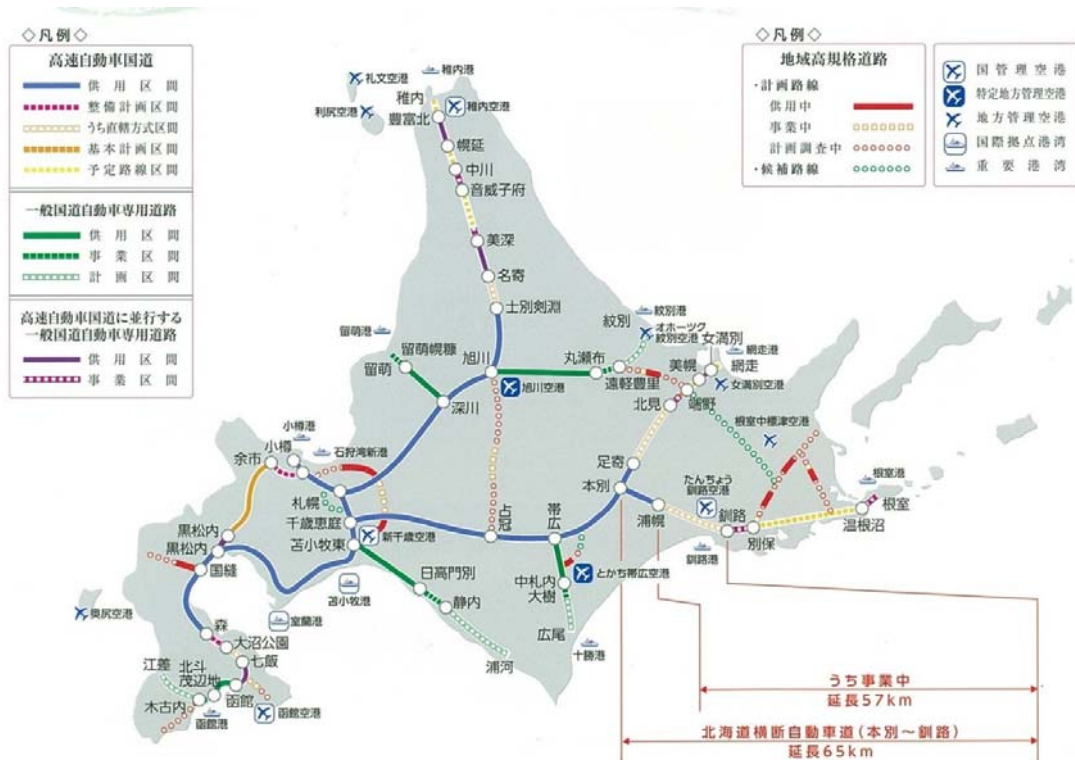 ◇凡例◇
高速自動車国道
供用区間
整備計画区間
うち直轄方式区間
基本計画区間
予定路線区間
一般国道自動車専用道路
供用区間
事業区間
計画区間
高速自動車国道に並行する
一般国道自動車専用道路
供用区間
事業区間
◇凡例◇
地域高規格道路
・計画路線
供用中
事業中
計画調査中
・候補路線
国管理空港
特定地方管理空港
地方管理空港
国際拠点港湾
重要港湾
礼文空港
稚内港
利尻空港
稚内
稚内空港
豊富北
幌延
中川
音威子府
美深
名寄
士別剣淵
留萌港
留萌幌糠
留萌
旭川
旭川空港
深川
丸瀬布
紋別
紋別港
オホーツク
紋別空港
遠軽豊里
女満別
美幌
網走港
網走
女満別空港
端野
北見
根室中標津空港
足寄
本別
浦幌
たんちょう
釧路空港
釧路
別保
釧路港
根室港
根室
温根沼
小樽港
小樽
余市
石狩湾新港
札幌
千歳恵庭
苫小牧東
新千歳空港
占冠
帯広
とかち帯広空港
中札内
大樹
広尾
十勝港
日高門別
静内
浦河
苫小牧港
室蘭港
黒松内
黒松内
国縫
奥尻空港
森
大沼公園
七飯
江差
北斗
茂辺地
函館
木古内
函館港
函館空港
うち事業中
延長57km
北海道横断自動車道(本別～釧路)
延長65km